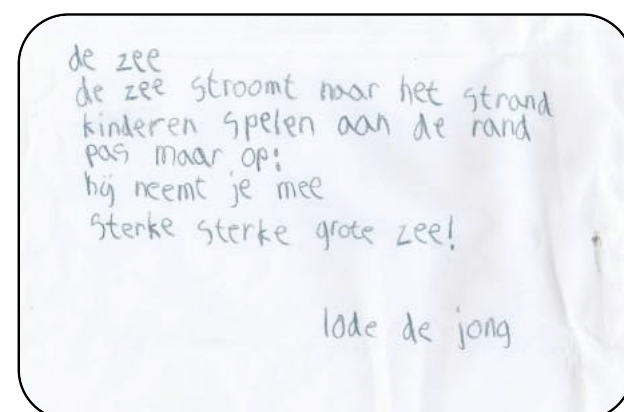 de zee
de zee stroomt naar het strand
kinderen spelen aan de rand
pas maar op:
hij neemt je mee
sterke sterke grote zee!
lode de jong